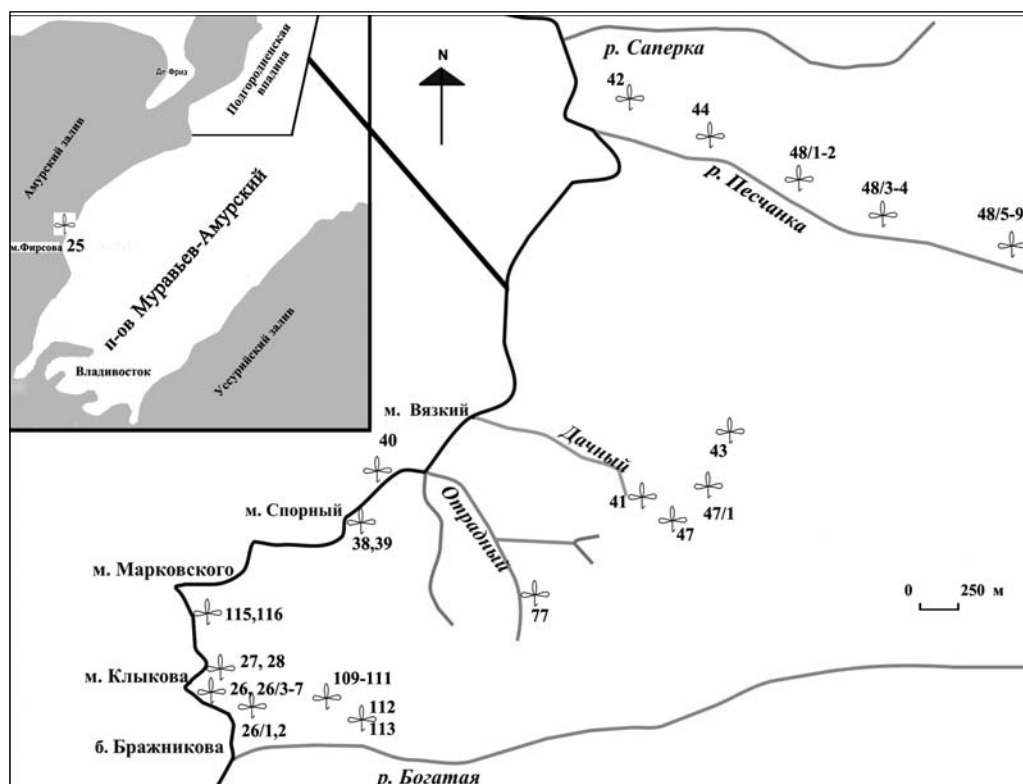 Де-Фриз
Подгородненская
впадина
Амурский залив
м.Фирсова 25
п-ов Муравьев-Амурский
Владивосток
Уссурийский залив
N
р. Саперка
42
44
48/1-2
р. Песчанка
48/3-4
48/5-9
м. Вязкий
Дачный
43
40
41
47/1
47
м. Спорный
Отрадный
38,39
м. Марковского
77
0 250 м
115,116
27, 28
м. Клыкова
26, 26/3-7
109-111
112
113
26/1,2
б. Бражникова
р. Богатая